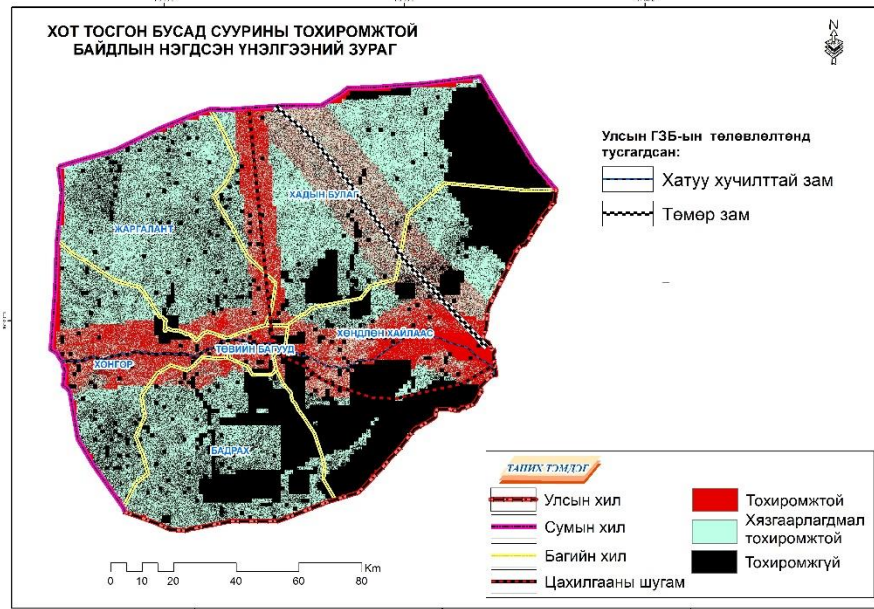 ХОТ ТОСГОН БУСАД СУУРИНЫ ТОХИРОМЖТОЙ
БАЙДЛЫН НЭГДСЭН ҮНЭЛГЭЭНИЙ ЗУРАГ
Улсын ГЗБ-ын төлөвлөлтөнд
тусгагдсан:
Хатуу хучилттай зам
Төмөр зам
ХАДЫН БУЛАГ
ЖАРГАЛАНТ
ХӨНДЛӨН ХАЙЛААС
ТӨВИЙН БАГУУД
ХОНГОР
БАДРАХ
ТАНИХ ТЭМДЭГ
Улсын хил
Сумын хил
Багийн хил
Цахилгааны шугам
Тохиромжтой
Хязгаарлагдмал
тохиромжтой
Тохиромжгүй
Km
0 10 20 40 60 80